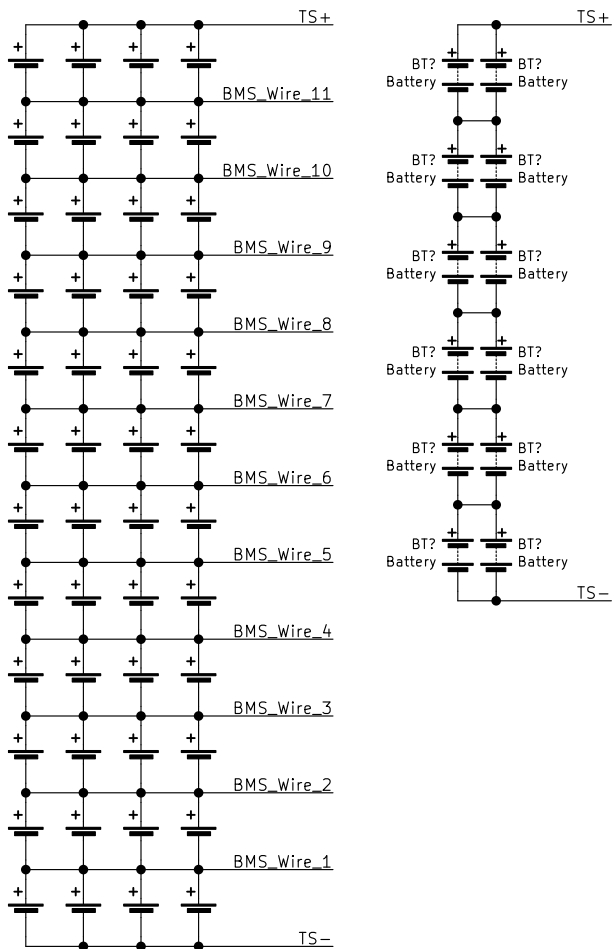 TS+
BMS_Wire_11
BMS_Wire_10
BMS_Wire_9
BMS_Wire_8
BMS_Wire_7
BMS_Wire_6
BMS_Wire_5
BMS_Wire_4
BMS_Wire_3
BMS_Wire_2
BMS_Wire_1
TS-
TS+
BT? BT?
Battery Battery
BT? BT?
Battery Battery
BT? BT?
Battery Battery
BT? BT?
Battery Battery
BT? BT?
Battery Battery
BT? BT?
Battery Battery
TS-